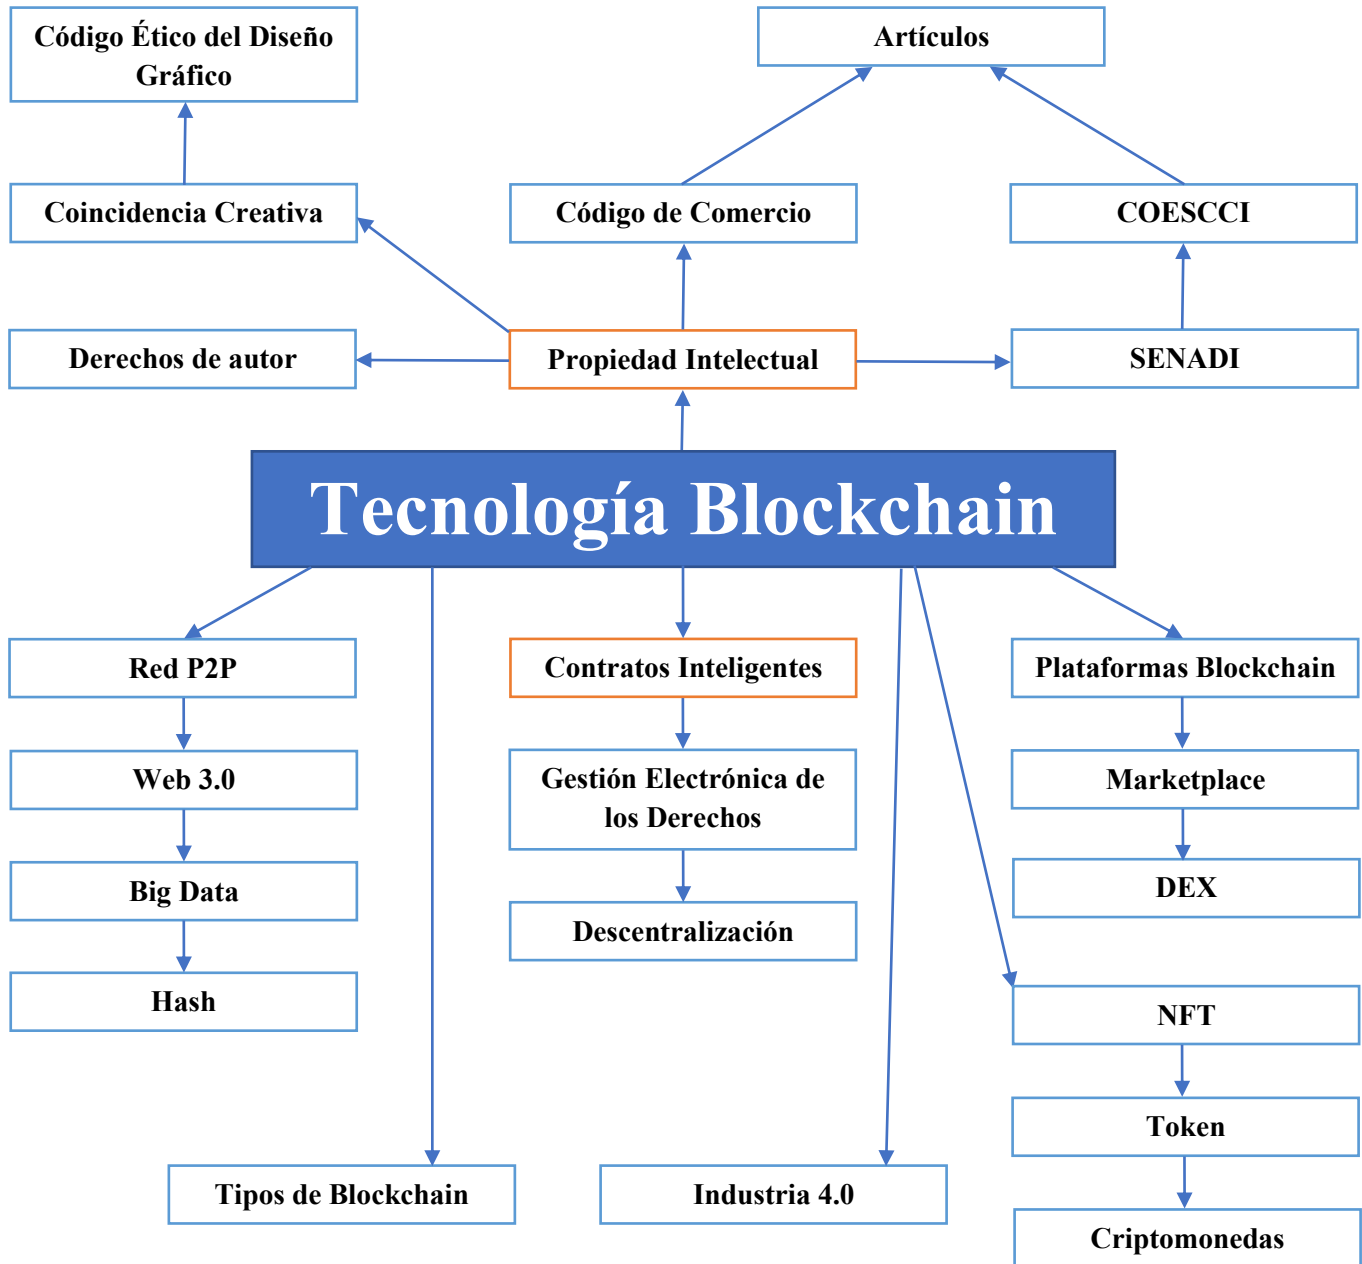 Código Ético del Diseño
Gráfico
Artículos
Coincidencia Creativa
Código de Comercio
COESCCI
Derechos de autor
Propiedad Intelectual
SENADI
Tecnología Blockchain
Red P2P
Contratos Inteligentes
Plataformas Blockchain
Web 3.0
Gestión Electrónica de
los Derechos
Marketplace
Big Data
Descentralización
DEX
Hash
NFT
Token
Tipos de Blockchain
Industria 4.0
Criptomonedas